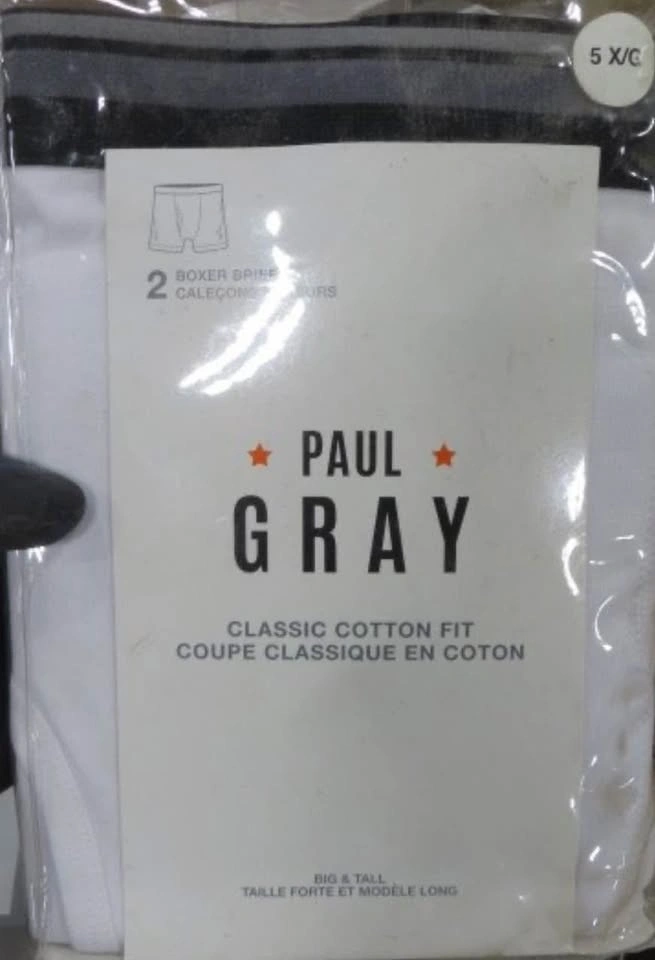 5 X/G
2 BOXER
CALEÇON
PAUL
GRAY
CLASSIC COTTON FIT
COUPE CLASSIQUE EN COTON
BIG & TALL
TAILLE FORTE ET MODÈLE LONG